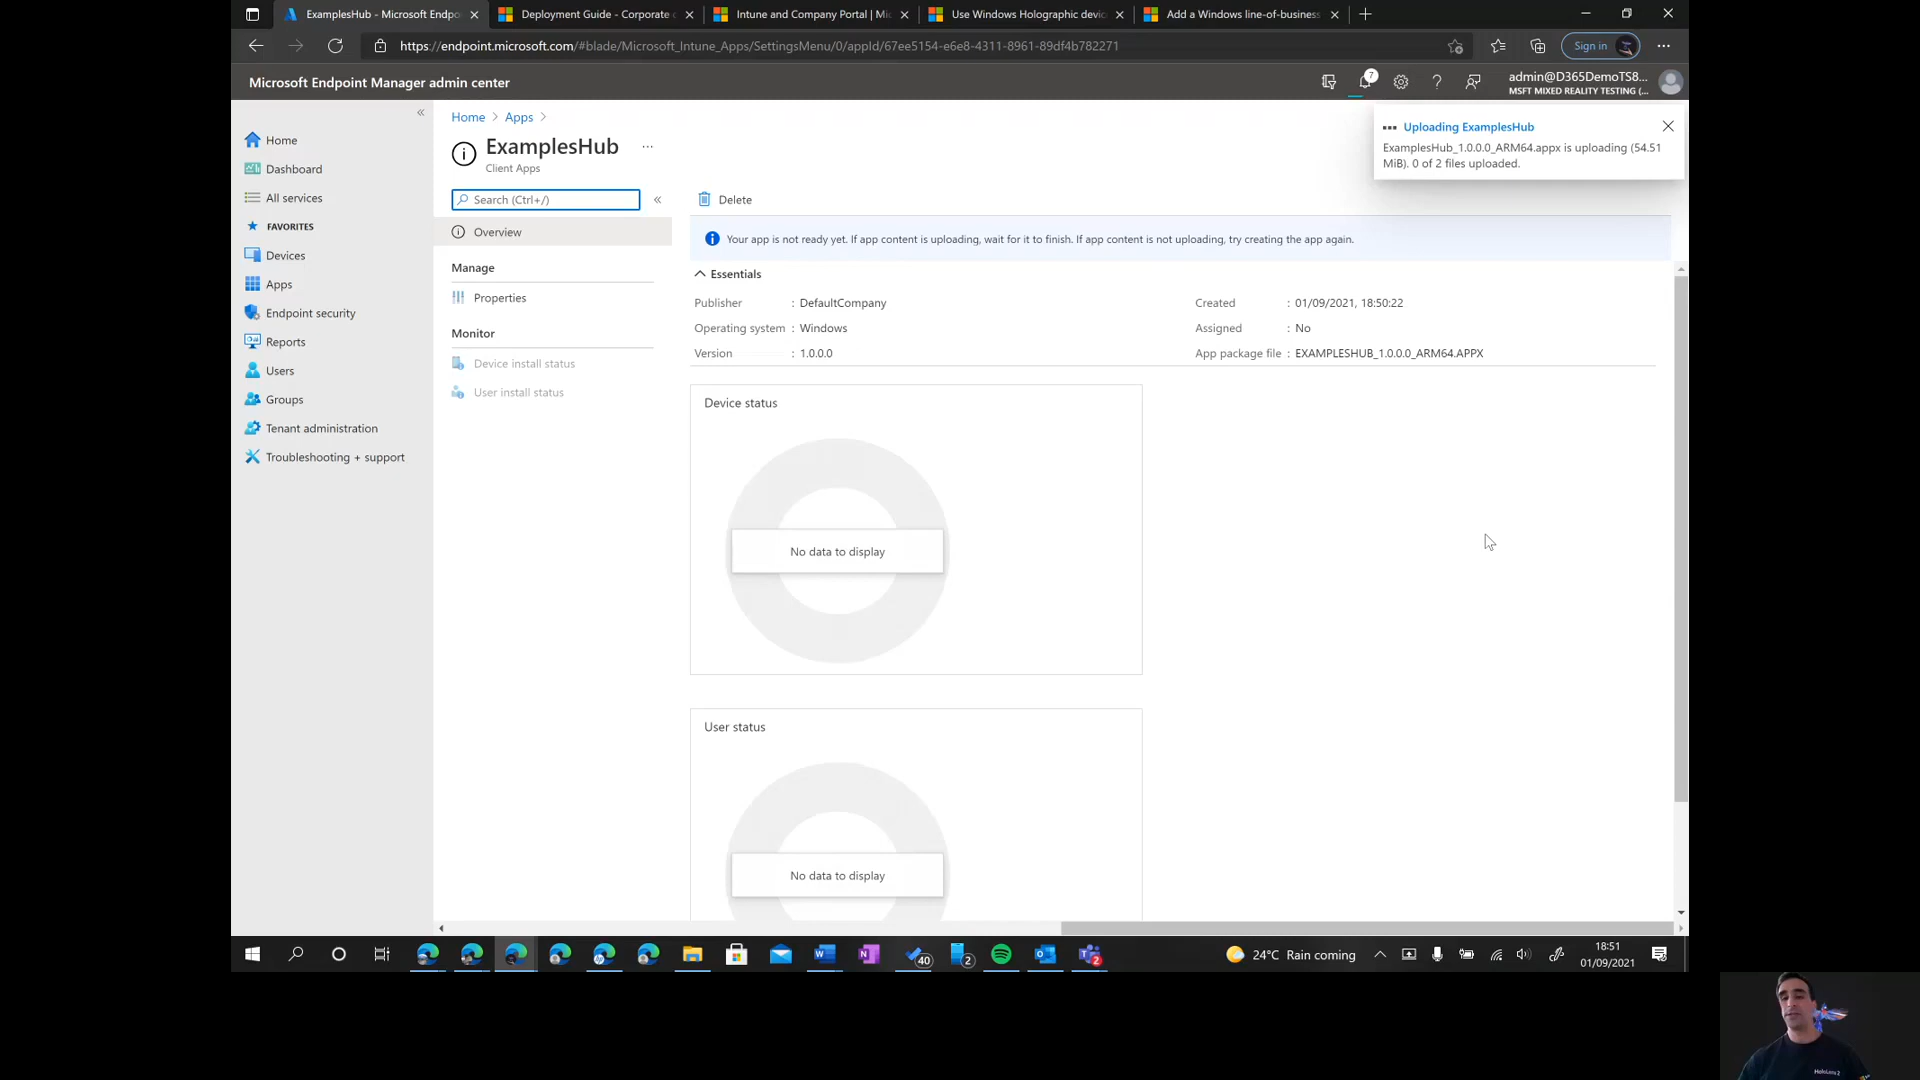 ExamplesHub - Microsoft Endpo
Deployment Guide - Corporate c
Intune and Company Portal | Mi
Use Windows Holographic devic
Add a Windows line-of-business
https://endpoint.microsoft.com/#blade/Microsoft_Intune_Apps/SettingsMenu/0/appId/67ee5154-e6e8-4311-8961-89df4b782271
Sign in
Microsoft Endpoint Manager admin center
7
admin@D365DemoTS8...
MSFT MIXED REALITY TESTING (...
Home
Dashboard
All services
FAVORITES
Devices
Apps
Endpoint security
Reports
Users
Groups
Tenant administration
Troubleshooting + support
Home > Apps >
ExamplesHub ...
Client Apps
Search (Ctrl+/)
Overview
Manage
Properties
Monitor
Device install status
User install status
Uploading ExamplesHub
ExamplesHub_1.0.0.0_ARM64.appx is uploading (54.51
MiB). 0 of 2 files uploaded.
Delete
Your app is not ready yet. If app content is uploading, wait for it to finish. If app content is not uploading, try creating the app again.
Essentials
Publisher : DefaultCompany
Operating system : Windows
Version : 1.0.0.0
Created : 01/09/2021, 18:50:22
Assigned : No
App package file : EXAMPLESHUB_1.0.0.0_ARM64.APPX
Device status
No data to display
User status
No data to display
40
2
2
24°C Rain coming
18:51
01/09/2021
HoloLens 2